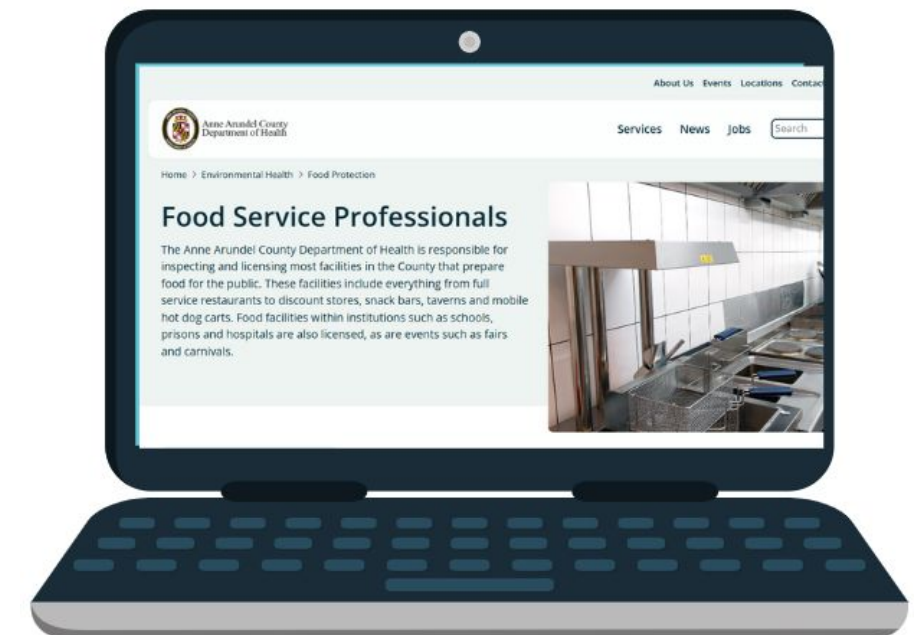 About Us Events Locations Contac
Anne Arundel County
Department of Health
Services News Jobs Search
Home > Environmental Health > Food Protection
Food Service Professionals
The Anne Arundel County Department of Health is responsible for
inspecting and licensing most facilities in the County that prepare
food for the public. These facilities include everything from full
service restaurants to discount stores, snack bars, taverns and mobile
hot dog carts. Food facilities within institutions such as schools,
prisons and hospitals are also licensed, as are events such as fairs
and carnivals.